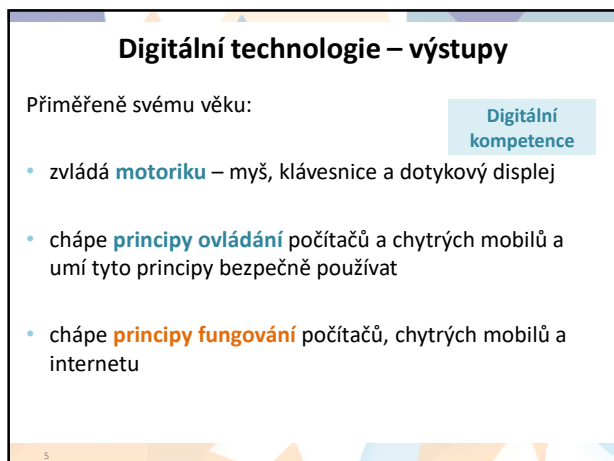 Digitální technologie – výstupy
Přiměřeně svému věku:
Digitální
kompetence
• zvládá motoriku – myš, klávesnice a dotykový displej
• chápe principy ovládání počítačů a chytrých mobilů a
umí tyto principy bezpečně používat
• chápe principy fungování počítačů, chytrých mobilů a
internetu
5